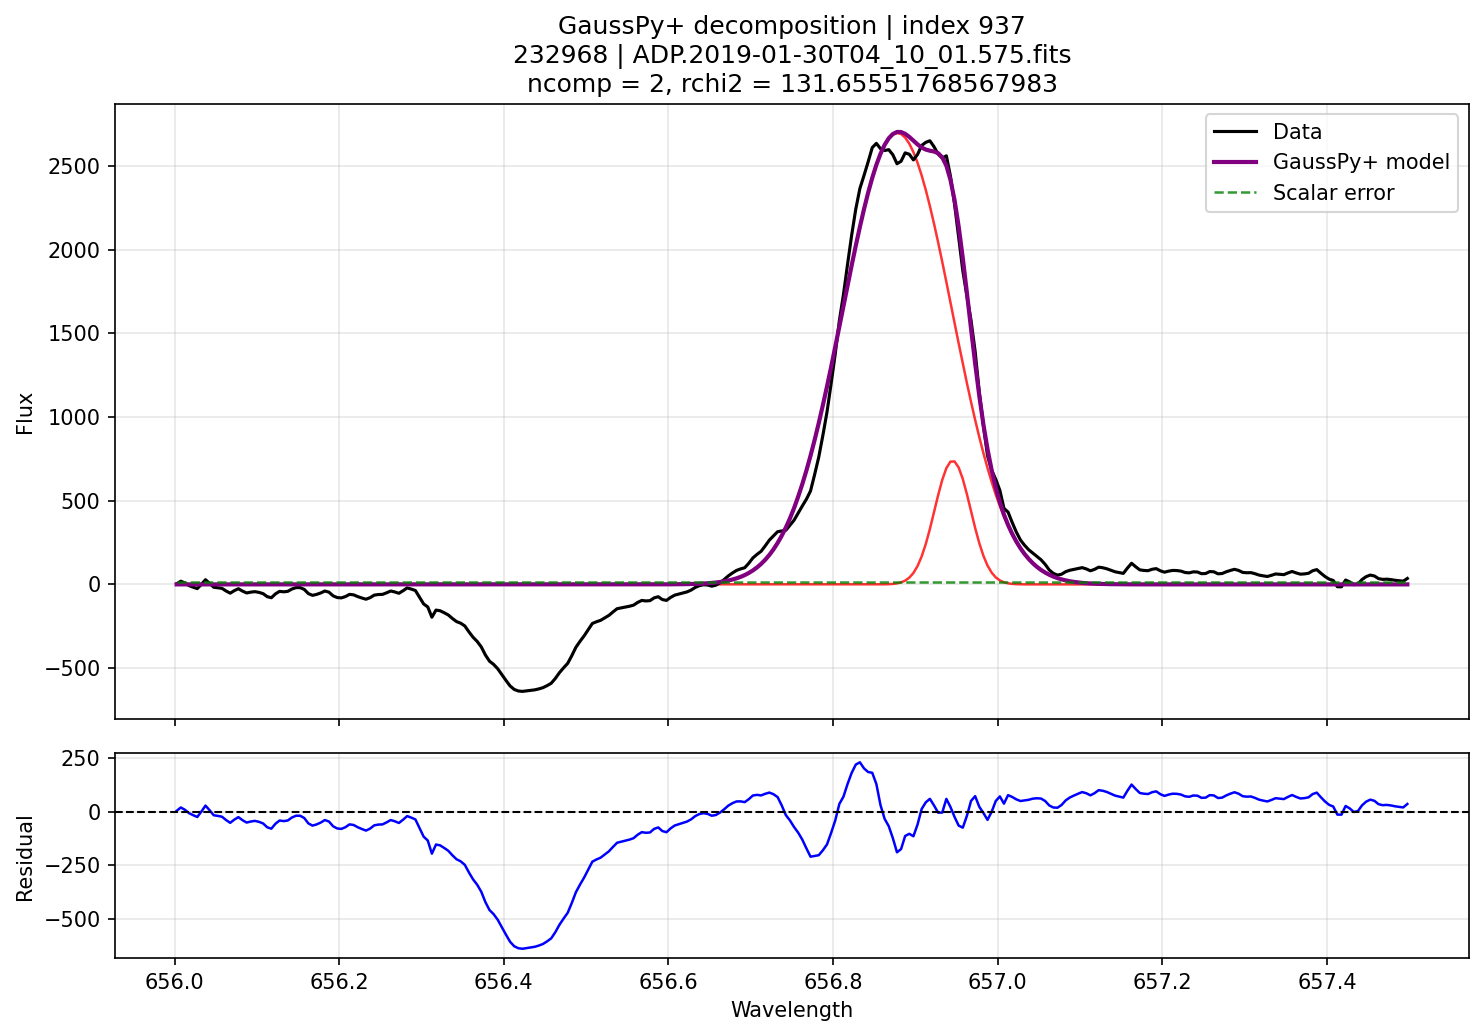 GaussPy+ decomposition | index 937
232968 | ADP.2019-01-30T04_10_01.575.fits
ncomp = 2, rchi2 = 131.65551768567983
Data
GaussPy+ model
Scalar error
Flux
2500
2000
1500
1000
500
0
−500
Residual
250
0
−250
−500
656.0 656.2 656.4 656.6 656.8 657.0 657.2 657.4
Wavelength